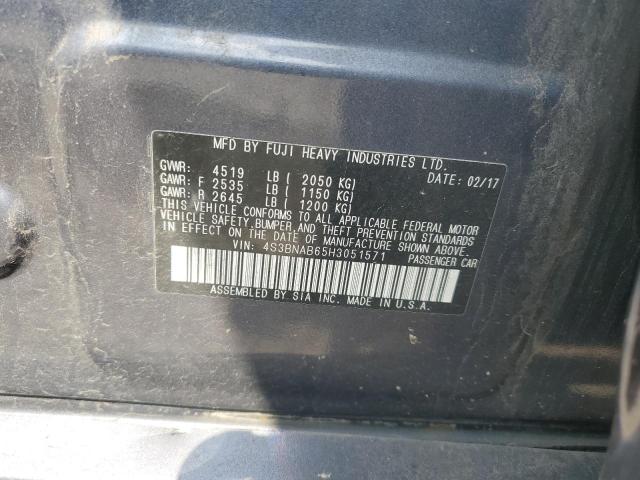 MFD BY FUJI HEAVY INDUSTRIES LTD.
GVWR: 4519 LB ( 2050 KG) DATE: 02/17
GAWR: F 2535 LB ( 1150 KG)
GAWR: R 2645 LB ( 1200 KG)
THIS VEHICLE CONFORMS TO ALL APPLICABLE FEDERAL MOTOR
VEHICLE SAFETY,BUMPER,AND THEFT PREVENTION STANDARDS
IN EFFECT ON THE DATE OF MANUFACTURE SHOWN ABOVE.
VIN: 4S3BNAB65H3051571 PASSENGER CAR
ASSEMBLED BY SIA INC. MADE IN U.S.A.